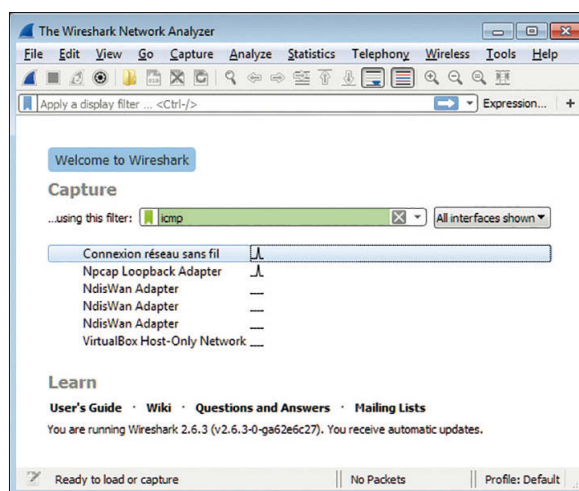 The Wireshark Network Analyzer
File Edit View Go Capture Analyze Statistics Telephony Wireless Tools Help
Apply a display filter ... <Ctrl-/>
Expression... +
Welcome to Wireshark
Capture
...using this filter: icmp All interfaces shown
Connexion réseau sans fil
Npcap Loopback Adapter
NdisWan Adapter
NdisWan Adapter
NdisWan Adapter
VirtualBox Host-Only Network
Learn
User's Guide · Wiki · Questions and Answers · Mailing Lists
You are running Wireshark 2.6.3 (v2.6.3-0-ga62e6c27). You receive automatic updates.
Ready to load or capture No Packets Profile: Default